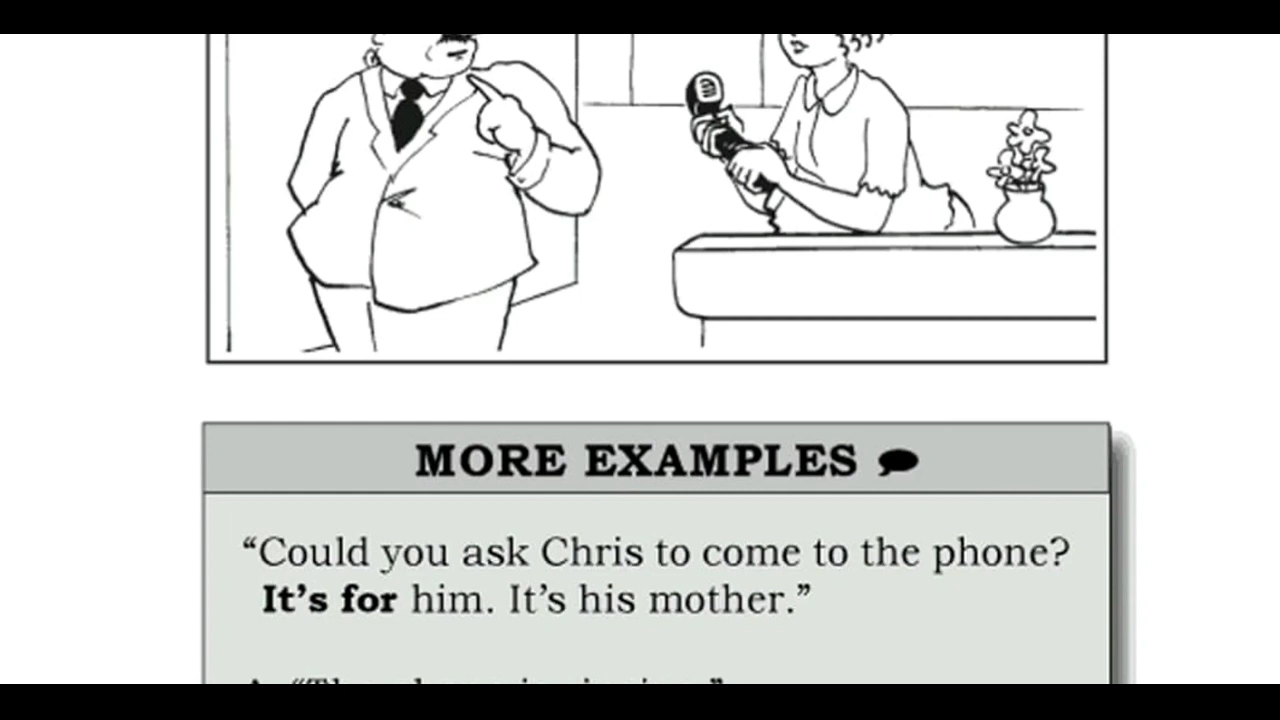 MORE EXAMPLES
“Could you ask Chris to come to the phone?
It’s for him. It’s his mother.”